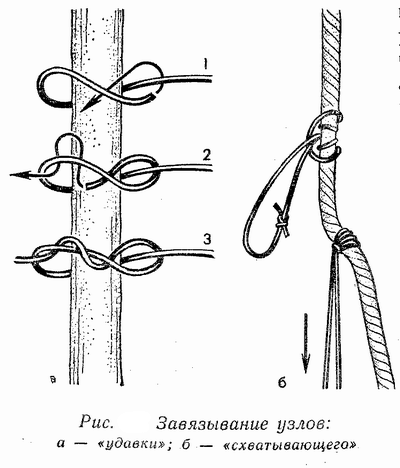 1
2
3
а
б
Рис. Завязывание узлов:
а — «удавки»; б — «схватывающего»